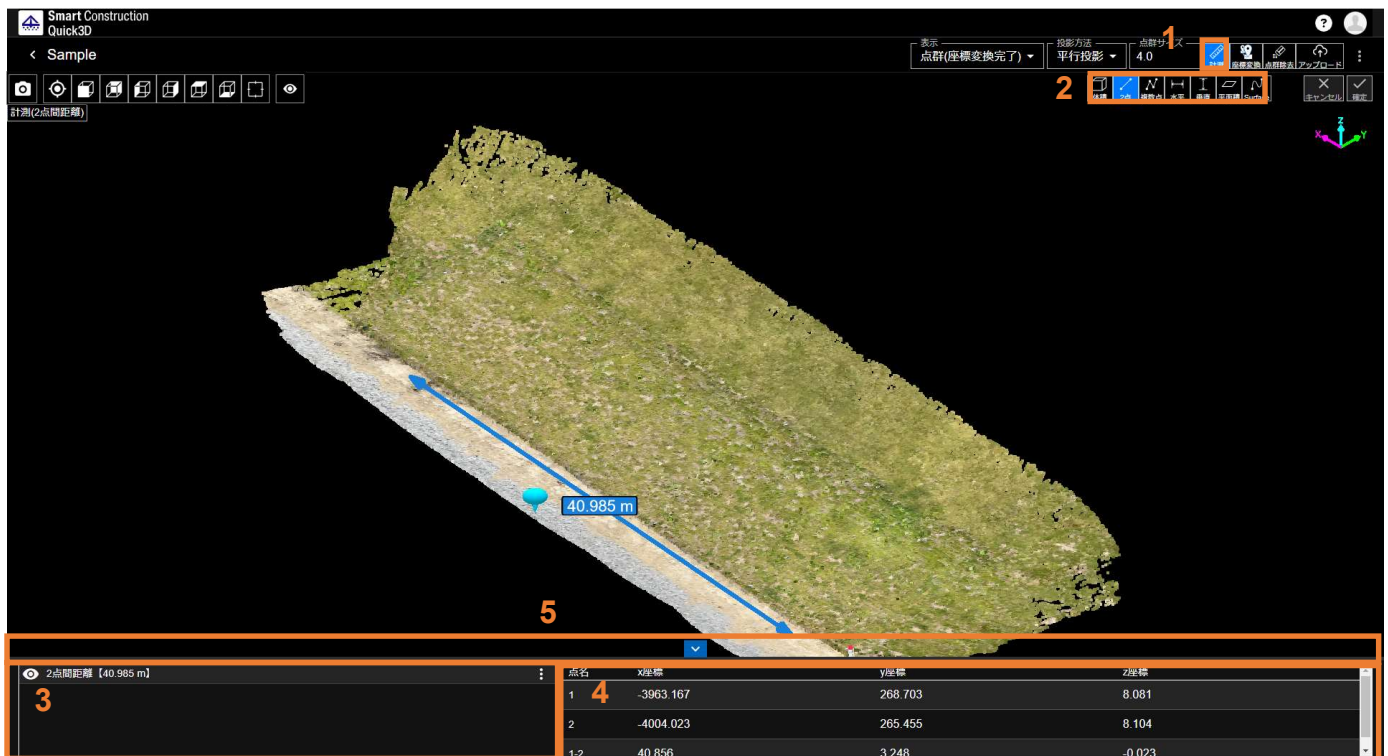 Smart Construction
Quick3D
?
< Sample
表示
点群(座標変換完了)
投影方法
平行投影
点群サイズ
4.0
1
計測
座標変換
点群除去
アップロード
2
体積
2点
複数点
水平
垂直
平面積
Surface
キャンセル
確定
計測(2点間距離)
Z
X
Y
40.985 m
5
2点間距離【40.985 m】
3
点名 x座標 y座標 z座標
4
1 -3963.167 268.703 8.081
2 -4004.023 265.455 8.104
1-2 40.856 3.248 -0.023